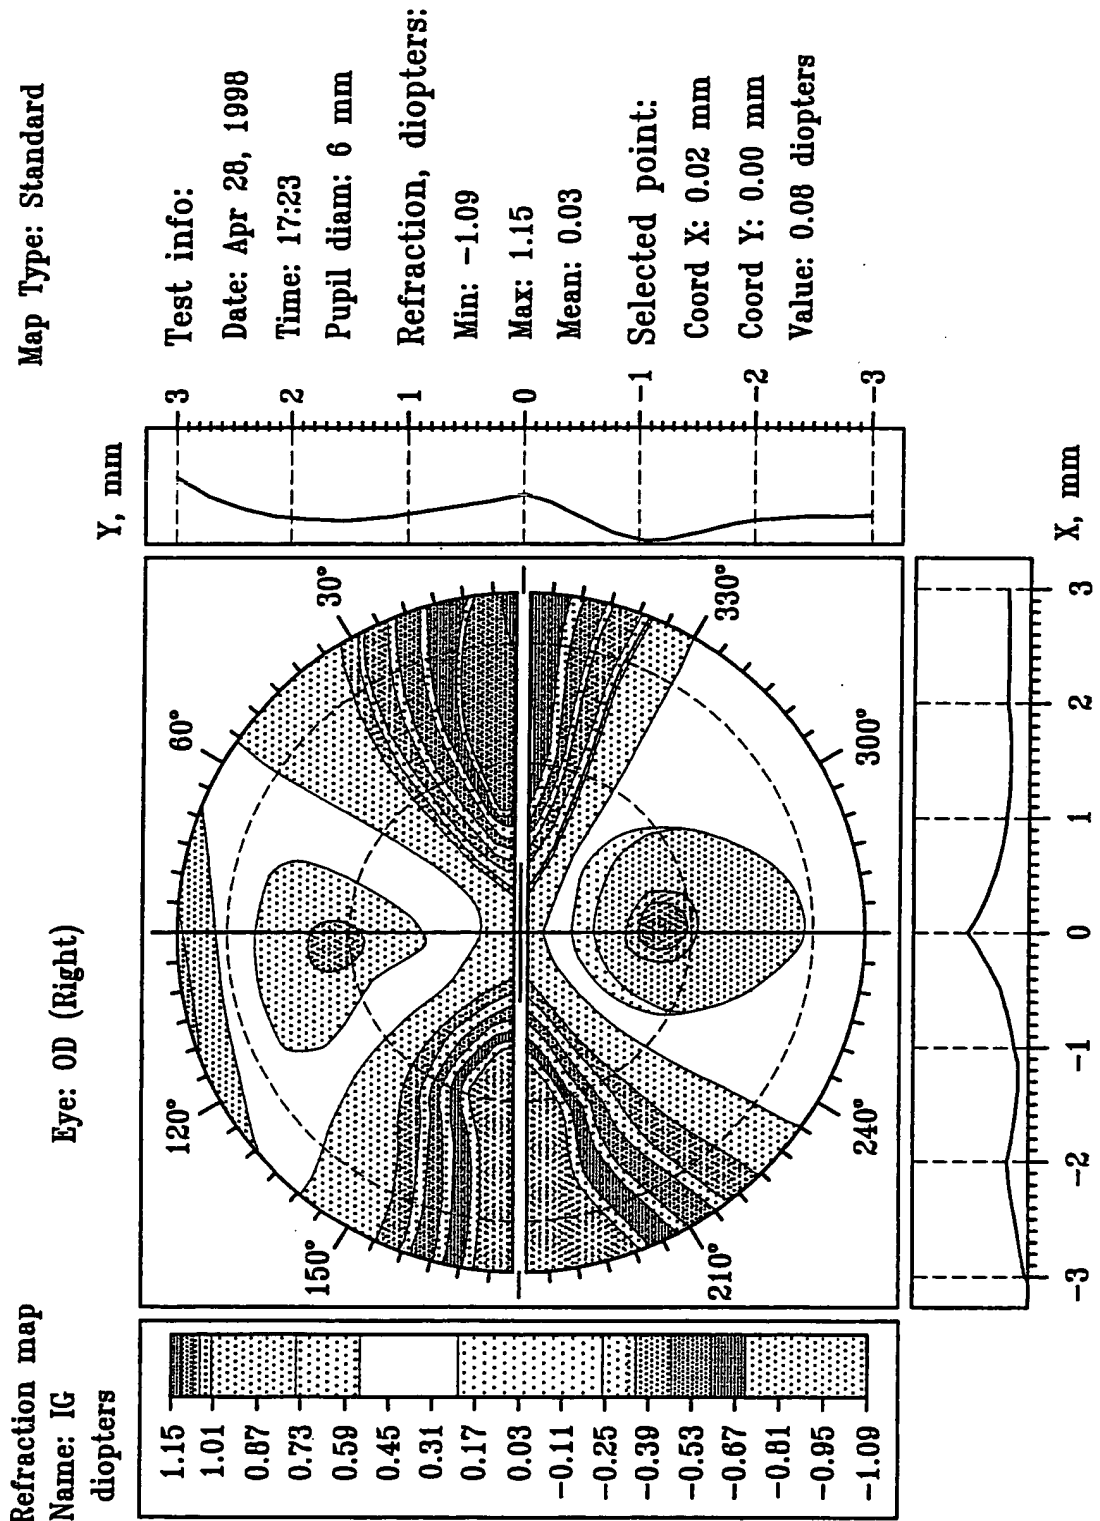 Refraction map
Name: IG
diopters
Eye: OD (Right)
Map Type: Standard
1.15
1.01
0.87
0.73
0.59
0.45
0.31
0.17
0.03
-0.11
-0.25
-0.39
-0.53
-0.67
-0.81
-0.95
-1.09
30°
60°
120°
150°
210°
240°
300°
330°
Y, mm
3
2
1
0
-1
-2
-3
X, mm
-3
-2
-1
0
1
2
3
Test info:
Date: Apr 28, 1998
Time: 17:23
Pupil diam: 6 mm
Refraction, diopters:
Min: -1.09
Max: 1.15
Mean: 0.03
Selected point:
Coord X: 0.02 mm
Coord Y: 0.00 mm
Value: 0.08 diopters